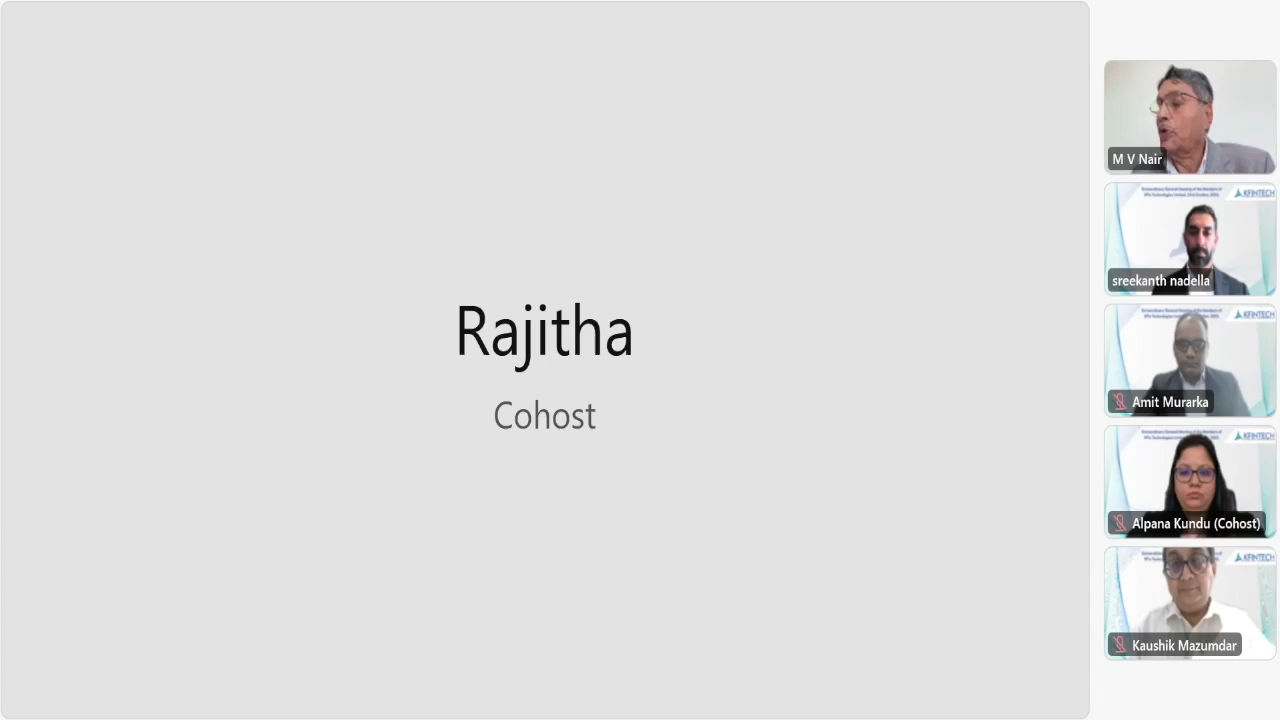 Rajitha
Cohost
M V Nair
KFINTECH
sreekanth nadella
KFINTECH
Amit Murarka
KFINTECH
Alpana Kundu (Cohost)
KFINTECH
Kaushik Mazumdar